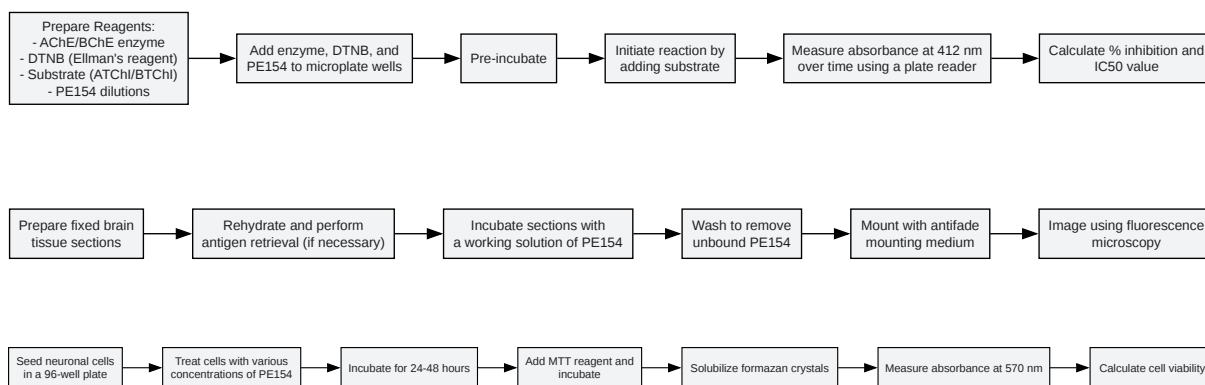 Prepare Reagents:
- AChE/BChE enzyme
- DTNB (Ellman's reagent)
- Substrate (ATChI/BTChI)
- PE154 dilutions
Add enzyme, DTNB, and
PE154 to microplate wells
Pre-incubate
Initiate reaction by
adding substrate
Measure absorbance at 412 nm
over time using a plate reader
Calculate % inhibition and
IC50 value
Prepare fixed brain
tissue sections
Rehydrate and perform
antigen retrieval (if necessary)
Incubate sections with
a working solution of PE154
Wash to remove
unbound PE154
Mount with antifade
mounting medium
Image using fluorescence
microscopy
Seed neuronal cells
in a 96-well plate
Treat cells with various
concentrations of PE154
Incubate for 24-48 hours
Add MTT reagent and
incubate
Solubilize formazan crystals
Measure absorbance at 570 nm
Calculate cell viability